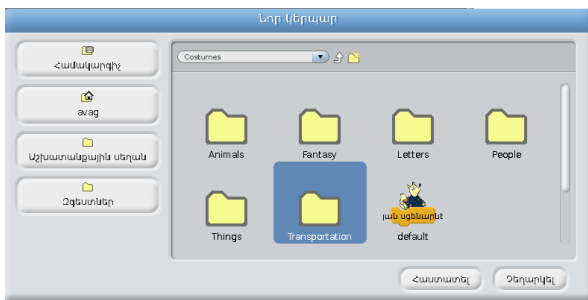 Նոր կերպար
Համակարգիչ
avag
Աշխատանքային սեղան
Զգեստներ
Costumes
Animals
Fantasy
Letters
People
Things
Transportation
default
Հաստատել
Չեղարկել